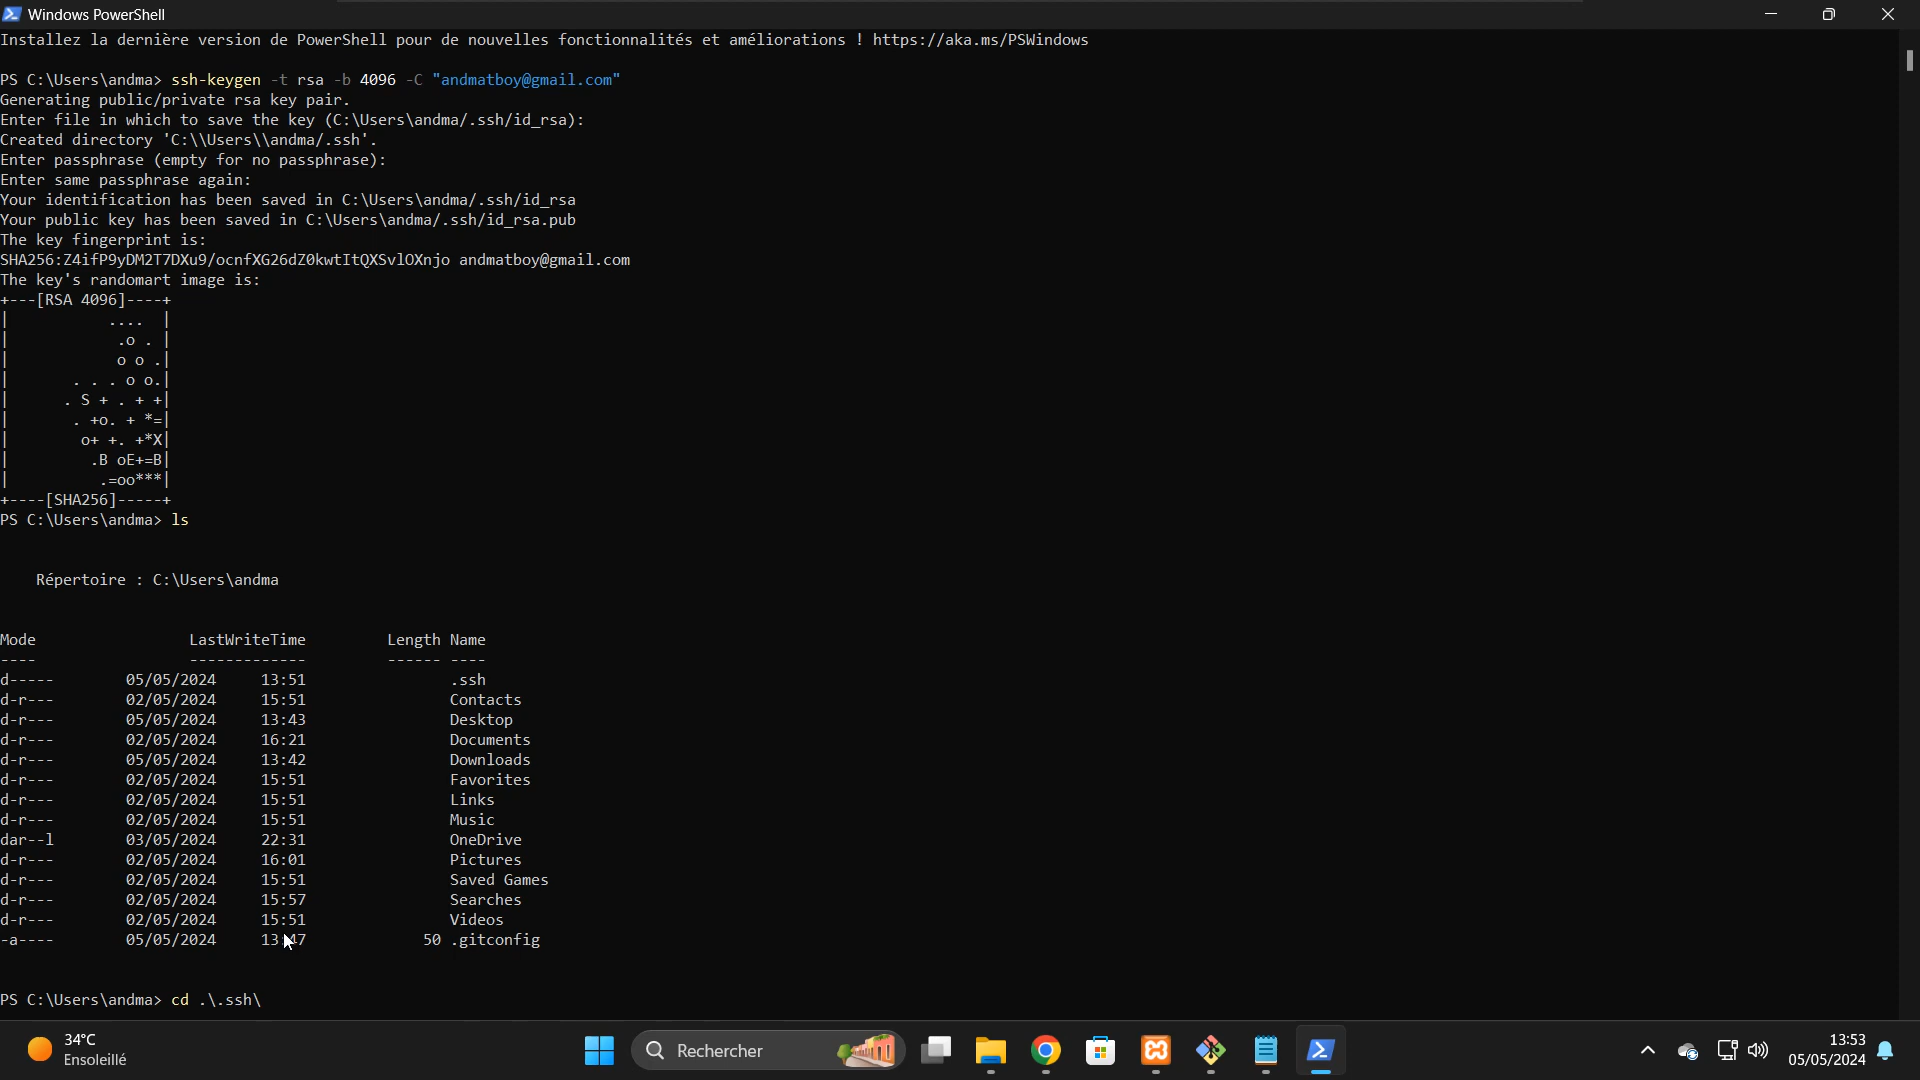 Windows PowerShell
Installez la dernière version de PowerShell pour de nouvelles fonctionnalités et améliorations ! https://aka.ms/PSWindows
PS C:\Users\andma> ssh-keygen -t rsa -b 4096 -C "andmatboy@gmail.com"
Generating public/private rsa key pair.
Enter file in which to save the key (C:\Users\andma/.ssh/id_rsa):
Created directory 'C:\\Users\\andma/.ssh'.
Enter passphrase (empty for no passphrase):
Enter same passphrase again:
Your identification has been saved in C:\Users\andma/.ssh/id_rsa
Your public key has been saved in C:\Users\andma/.ssh/id_rsa.pub
The key fingerprint is:
SHA256:Z4ifP9yDM2T7DXu9/ocnfXG26dZ0kwtItQXSvlOXnjo andmatboy@gmail.com
The key's randomart image is:
+---[RSA 4096]----+
|            ....  |
|             .o . |
|             o o .|
|        . . . o o.|
|       . S + . + +|
|        . +o. + *=|
|         o+ +. +*X|
|          .B oE+=B|
|           .=oo***|
+----[SHA256]-----+
PS C:\Users\andma> ls
Répertoire : C:\Users\andma
Mode                 LastWriteTime         Length Name
----                 -------------         ------ ----
d-----        05/05/2024     13:51                .ssh
d-r---        02/05/2024     15:51                Contacts
d-r---        05/05/2024     13:43                Desktop
d-r---        02/05/2024     16:21                Documents
d-r---        05/05/2024     13:42                Downloads
d-r---        02/05/2024     15:51                Favorites
d-r---        02/05/2024     15:51                Links
d-r---        02/05/2024     15:51                Music
dar--l        03/05/2024     22:31                OneDrive
d-r---        02/05/2024     16:01                Pictures
d-r---        02/05/2024     15:51                Saved Games
d-r---        02/05/2024     15:57                Searches
d-r---        02/05/2024     15:51                Videos
-a----        05/05/2024     13:47             50 .gitconfig
PS C:\Users\andma> cd .\.ssh\
34°C
Ensoleillé
Rechercher
13:53
05/05/2024